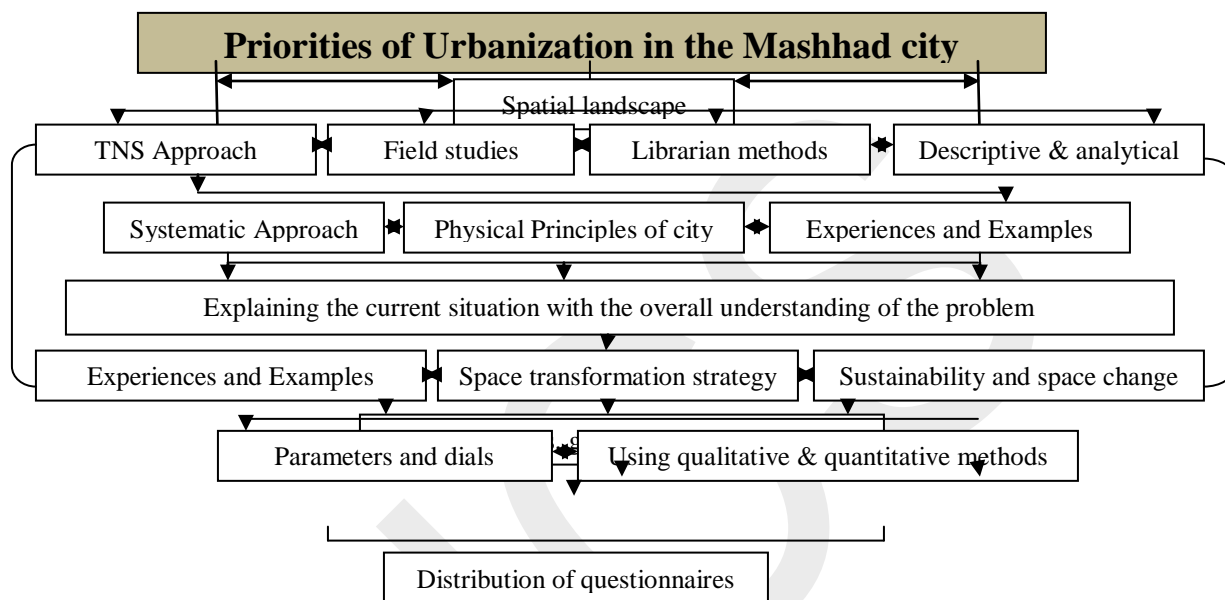 Priorities of Urbanization in the Mashhad city
Spatial landscape
TNS Approach
Field studies
Librarian methods
Descriptive & analytical
Systematic Approach
Physical Principles of city
Experiences and Examples
Explaining the current situation with the overall understanding of the problem
Experiences and Examples
Space transformation strategy
Sustainability and space change
Parameters and dials
Using qualitative & quantitative methods
Distribution of questionnaires